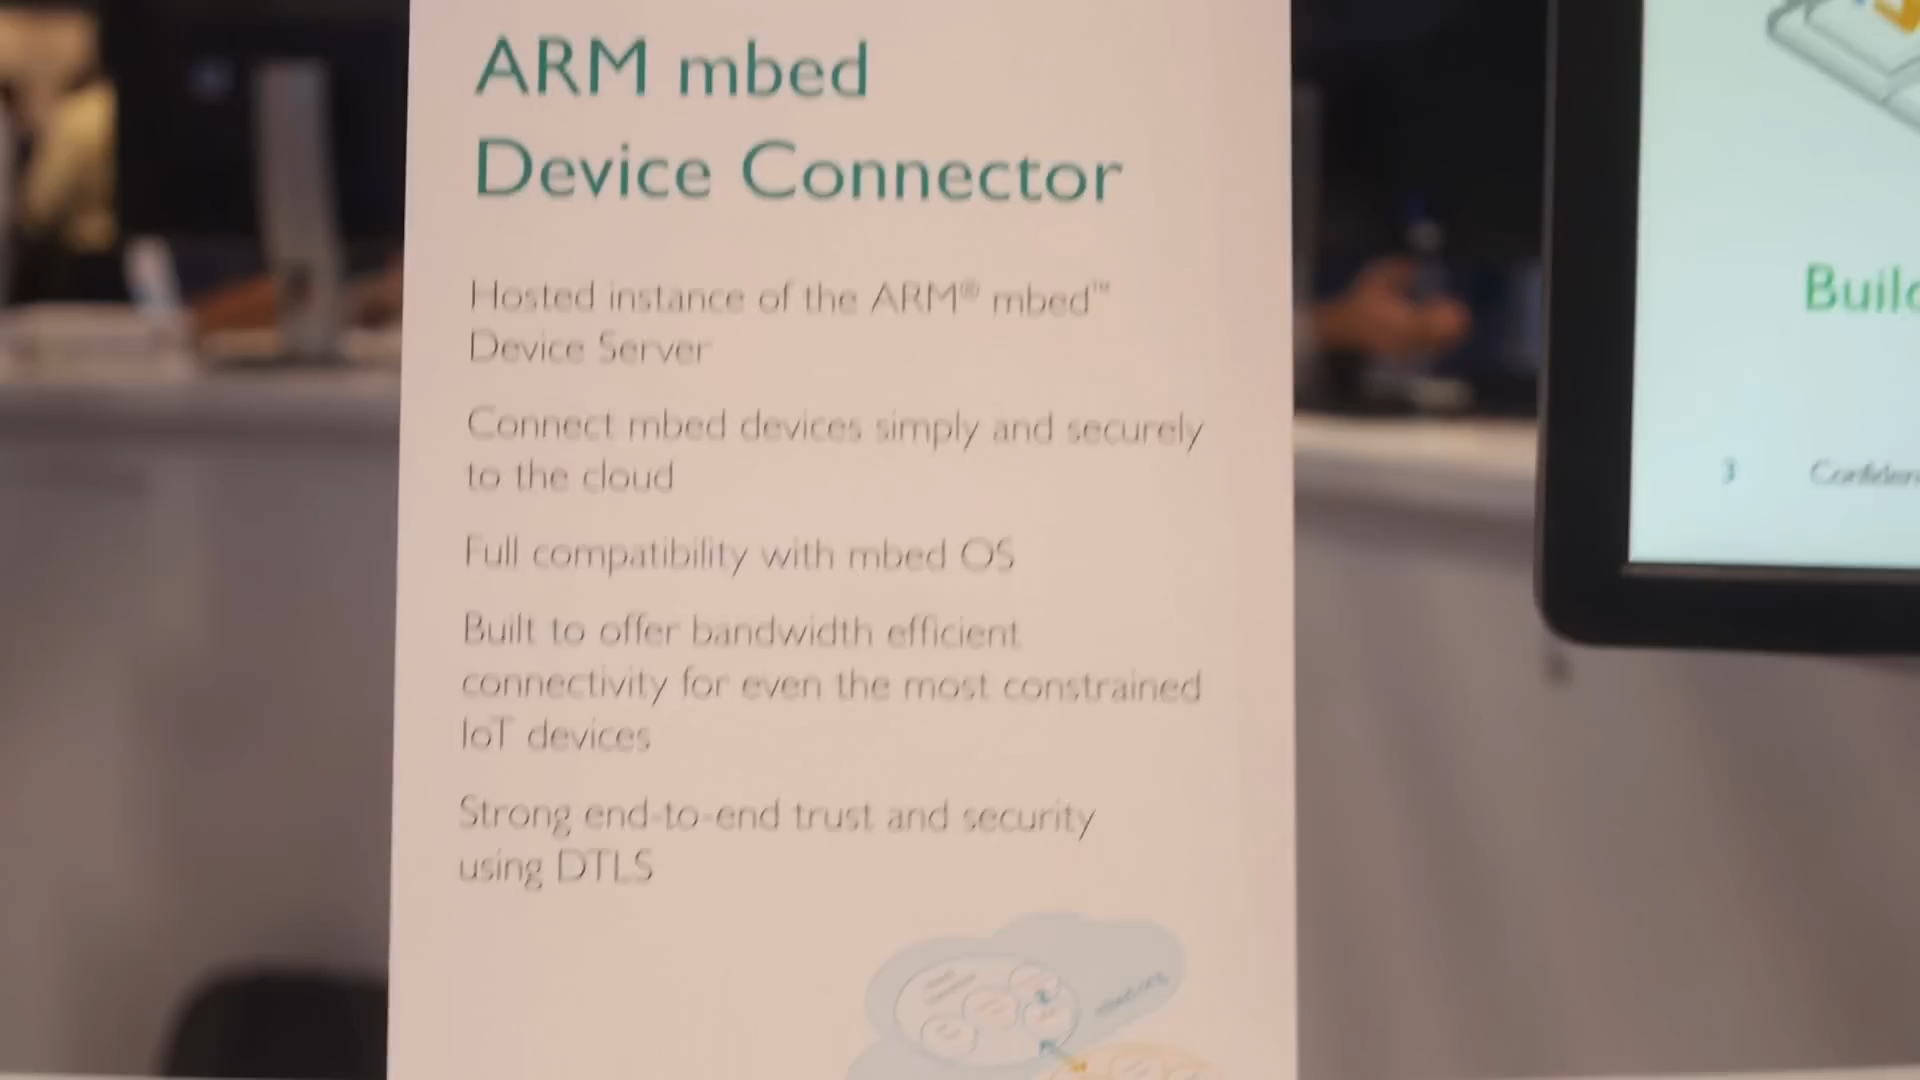 ARM mbed
Device Connector
Hosted instance of the ARM® mbed™
Device Server
Connect mbed devices simply and securely
to the cloud
Full compatibility with mbed OS
Built to offer bandwidth efficient
connectivity for even the most constrained
IoT devices
Strong end-to-end trust and security
using DTLS
3